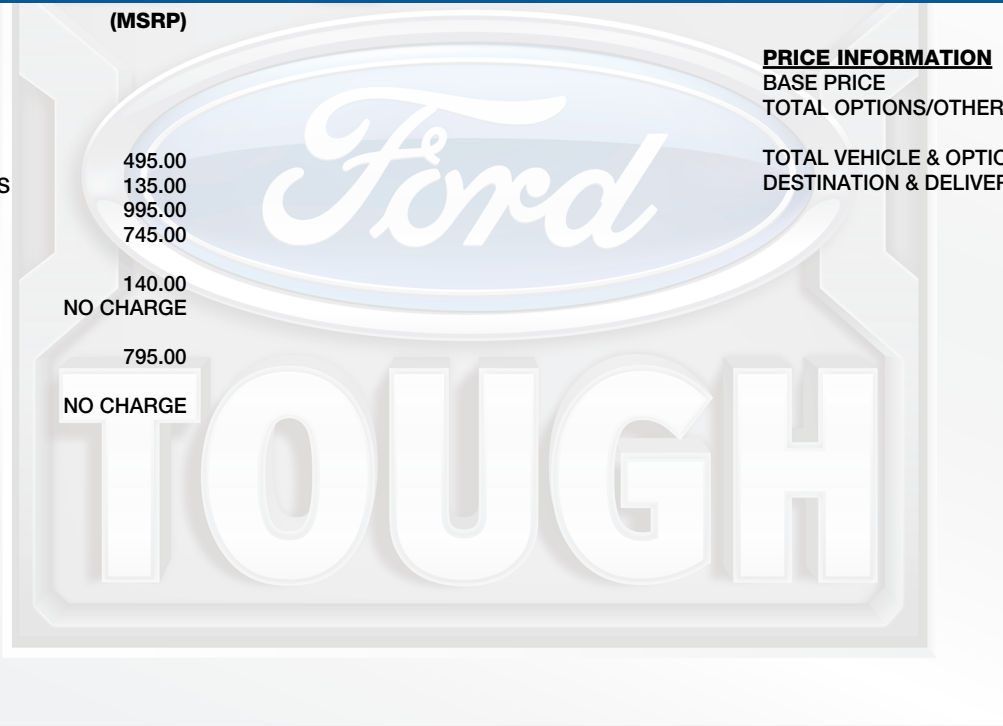 (MSRP)
PRICE INFORMATION
BASE PRICE
TOTAL OPTIONS/OTHER
495.00
TOTAL VEHICLE & OPTIO
S
135.00
DESTINATION & DELIVER
995.00
745.00
140.00
NO CHARGE
795.00
NO CHARGE
Ford
TOUGH